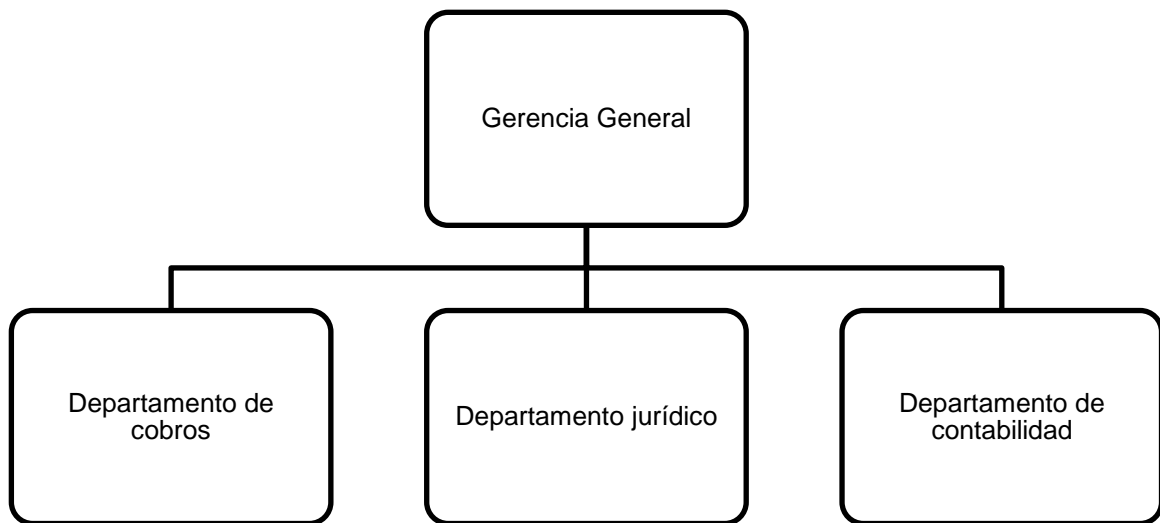 Gerencia General
Departamento de
cobros
Departamento jurídico
Departamento de
contabilidad